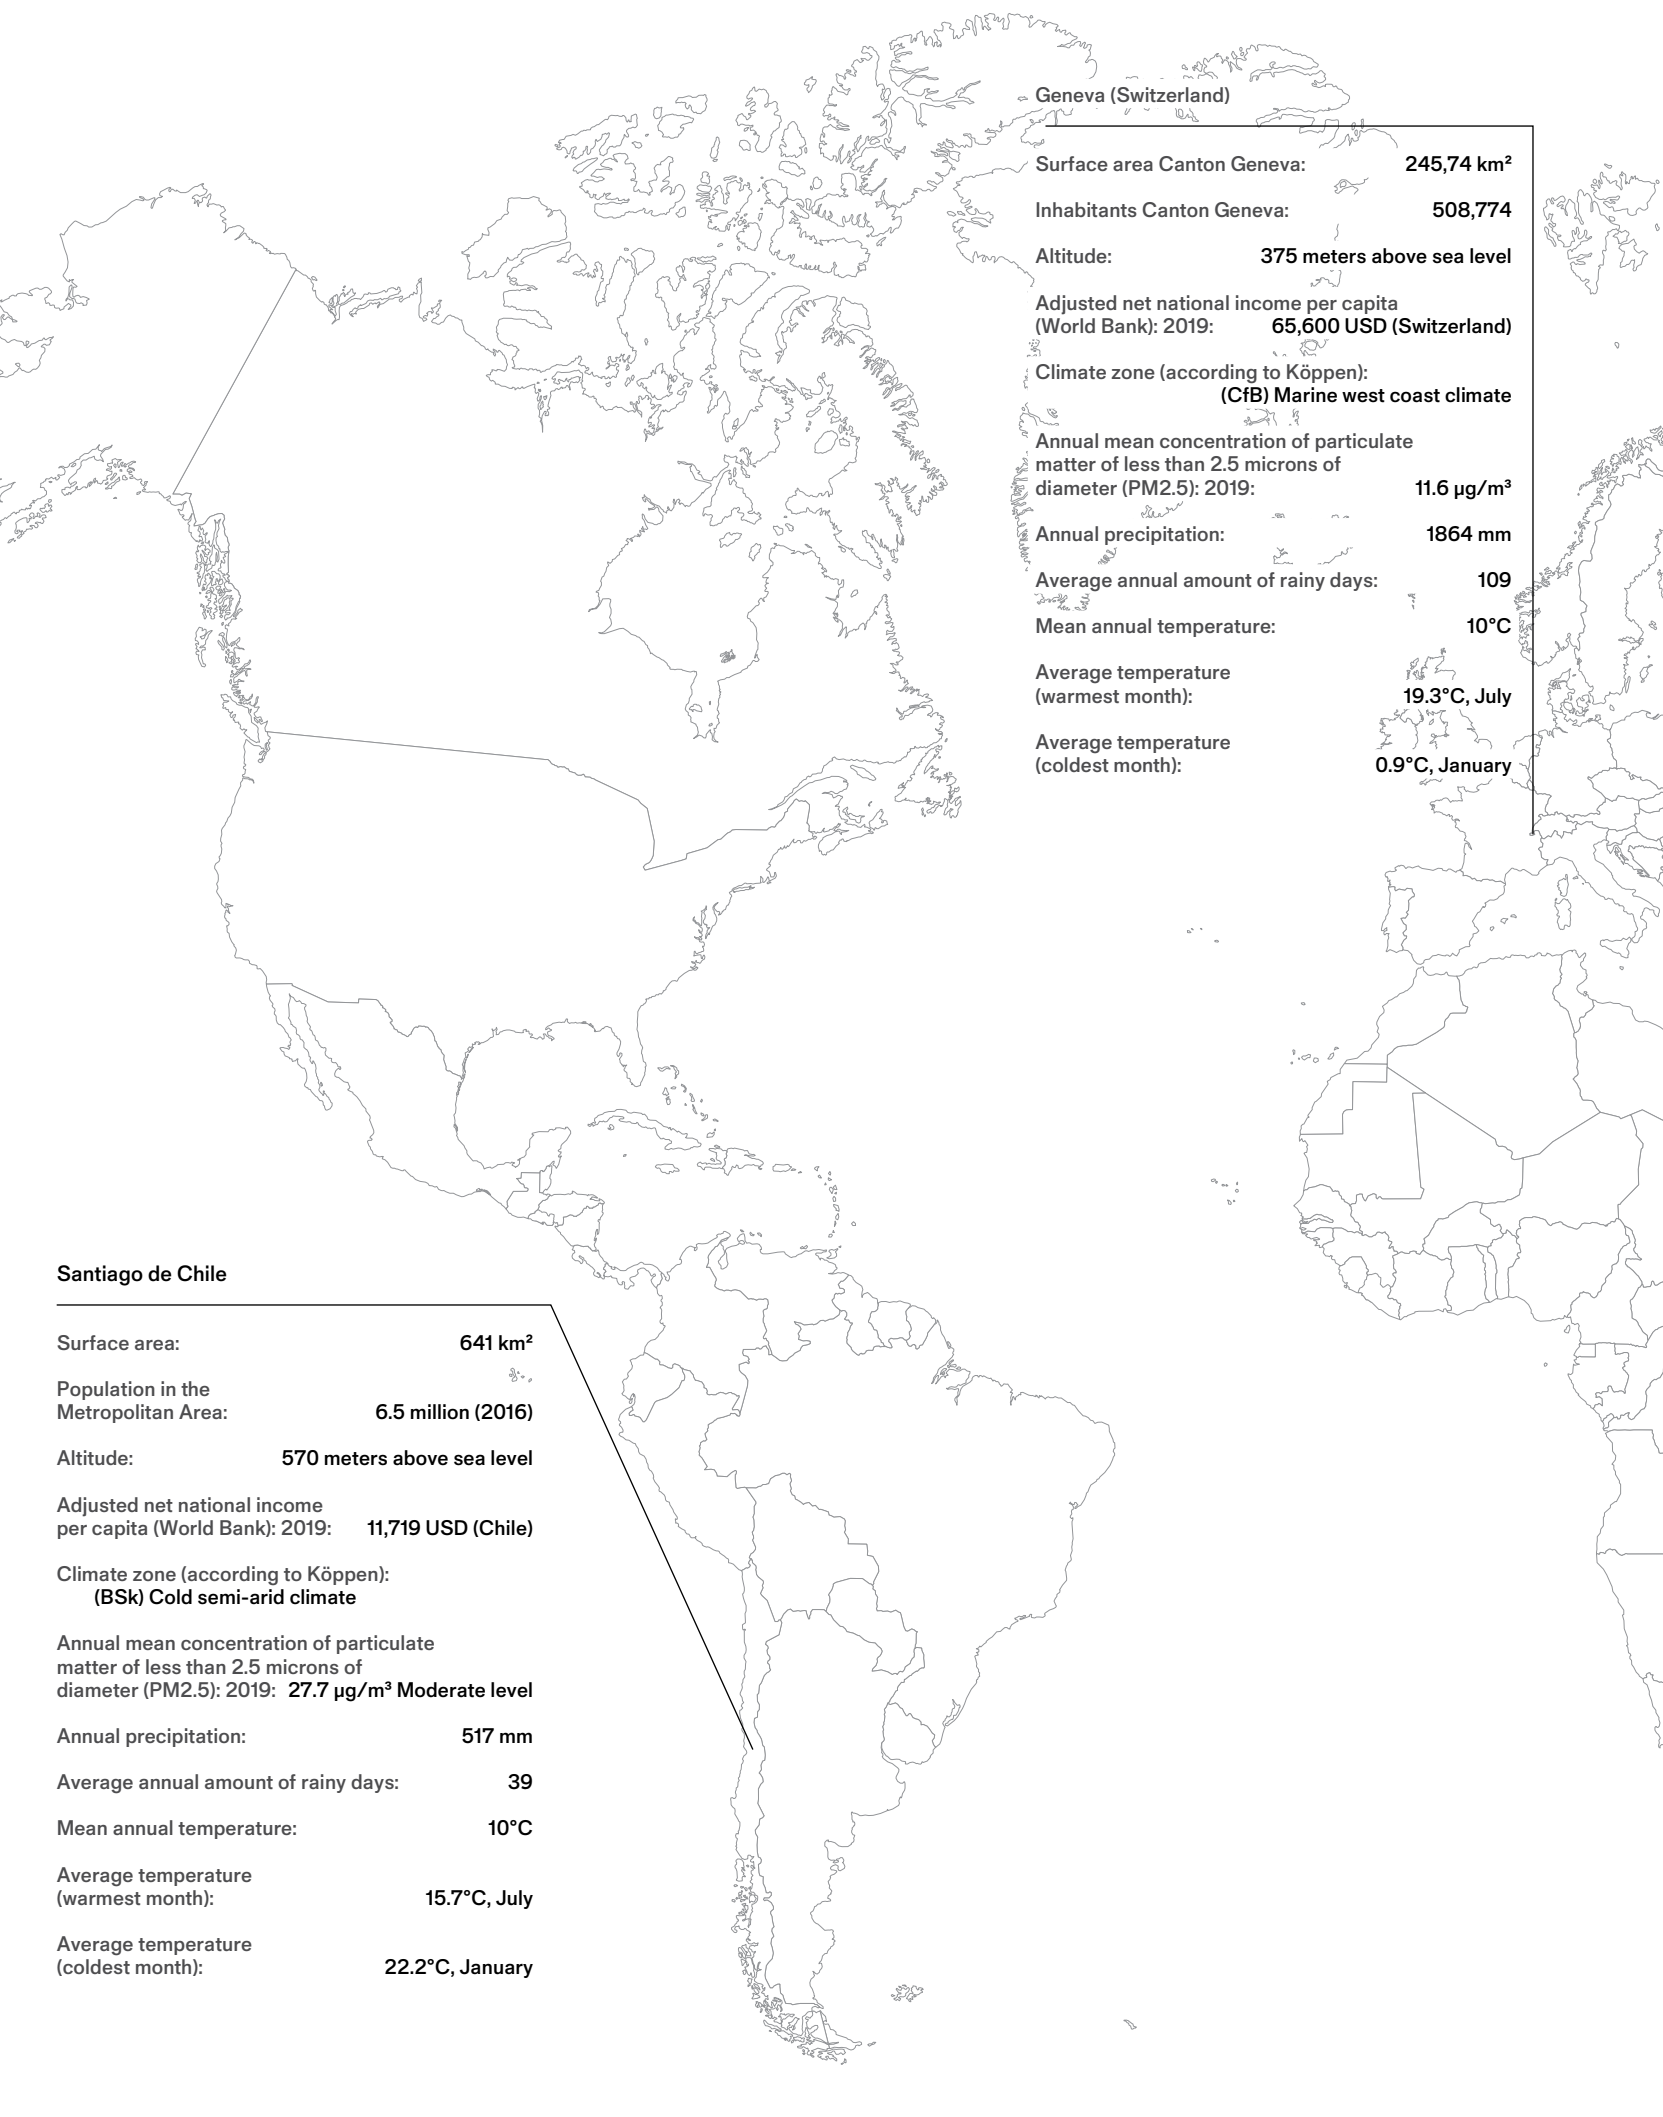 Geneva (Switzerland)
Surface area Canton Geneva: 245,74 km²
Inhabitants Canton Geneva: 508,774
Altitude: 375 meters above sea level
Adjusted net national income per capita
(World Bank): 2019: 65,600 USD (Switzerland)
Climate zone (according to Köppen):
(CfB) Marine west coast climate
Annual mean concentration of particulate
matter of less than 2.5 microns of
diameter (PM2.5): 2019: 11.6 µg/m³
Annual precipitation: 1864 mm
Average annual amount of rainy days: 109
Mean annual temperature: 10°C
Average temperature
(warmest month): 19.3°C, July
Average temperature
(coldest month): 0.9°C, January
Santiago de Chile
Surface area: 641 km²
Population in the
Metropolitan Area: 6.5 million (2016)
Altitude: 570 meters above sea level
Adjusted net national income
per capita (World Bank): 2019: 11,719 USD (Chile)
Climate zone (according to Köppen):
(BSk) Cold semi-arid climate
Annual mean concentration of particulate
matter of less than 2.5 microns of
diameter (PM2.5): 2019: 27.7 µg/m³ Moderate level
Annual precipitation: 517 mm
Average annual amount of rainy days: 39
Mean annual temperature: 10°C
Average temperature
(warmest month): 15.7°C, July
Average temperature
(coldest month): 22.2°C, January